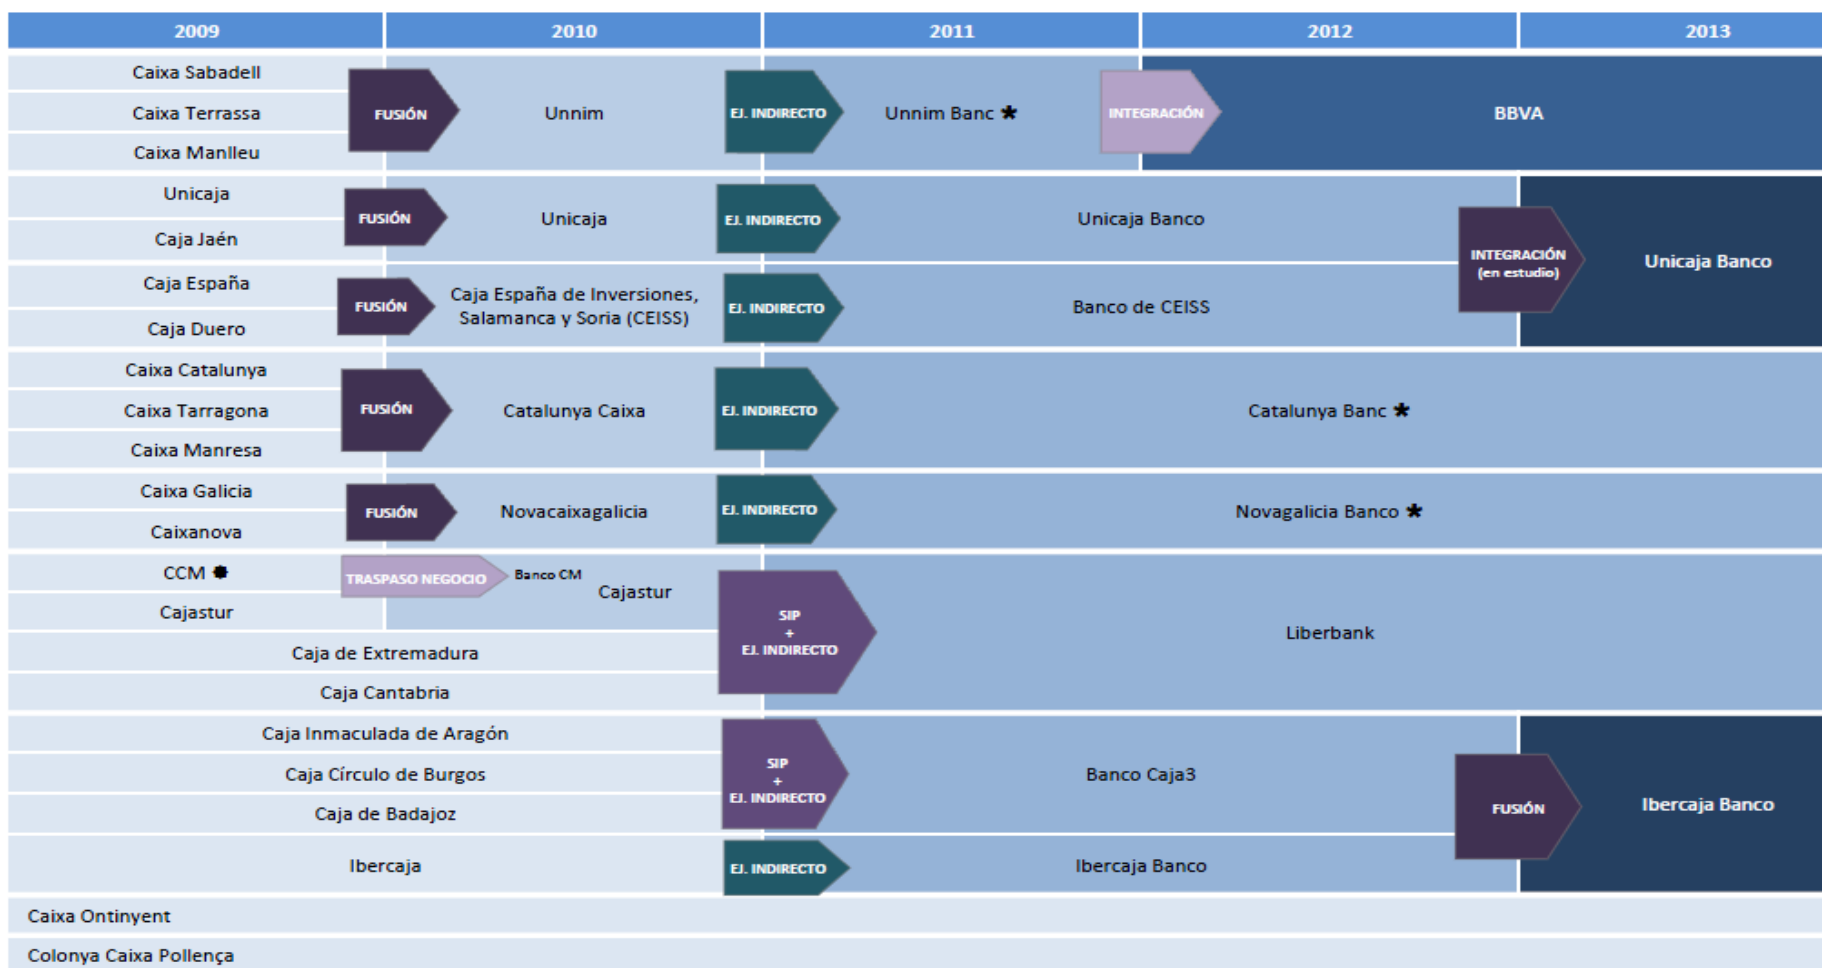 2009 2010 2011 2012 2013
Caixa Sabadell
Caixa Terrassa
Caixa Manlleu
FUSIÓN
Unnim
EJ. INDIRECTO
Unnim Banc *
INTEGRACIÓN
BBVA
Unicaja
Caja Jaén
FUSIÓN
Unicaja
EJ. INDIRECTO
Unicaja Banco
Caja España
Caja Duero
FUSIÓN
Caja España de Inversiones,
Salamanca y Soria (CEISS)
EJ. INDIRECTO
Banco de CEISS
INTEGRACIÓN
(en estudio)
Unicaja Banco
Caixa Catalunya
Caixa Tarragona
Caixa Manresa
FUSIÓN
Catalunya Caixa
EJ. INDIRECTO
Catalunya Banc *
Caixa Galicia
Caixanova
FUSIÓN
Novacaixagalicia
EJ. INDIRECTO
Novagalicia Banco *
CCM
Cajastur
TRASPASO NEGOCIO
Banco CM
Cajastur
Caja de Extremadura
Caja Cantabria
SIP
+
EJ. INDIRECTO
Liberbank
Caja Inmaculada de Aragón
Caja Círculo de Burgos
Caja de Badajoz
SIP
+
EJ. INDIRECTO
Banco Caja3
Ibercaja
EJ. INDIRECTO
Ibercaja Banco
FUSIÓN
Ibercaja Banco
Caixa Ontinyent
Colonya Caixa Pollença